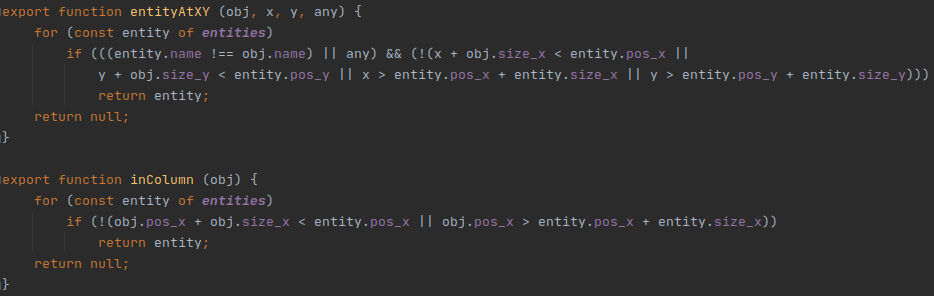 export function entityAtXY (obj, x, y, any) {
    for (const entity of entities)
        if (((entity.name !== obj.name) || any) && (!(x + obj.size_x < entity.pos_x ||
            y + obj.size_y < entity.pos_y || x > entity.pos_x + entity.size_x || y > entity.pos_y + entity.size_y)))
            return entity;
    return null;
}

export function inColumn (obj) {
    for (const entity of entities)
        if (!(obj.pos_x + obj.size_x < entity.pos_x || obj.pos_x > entity.pos_x + entity.size_x))
            return entity;
    return null;
}